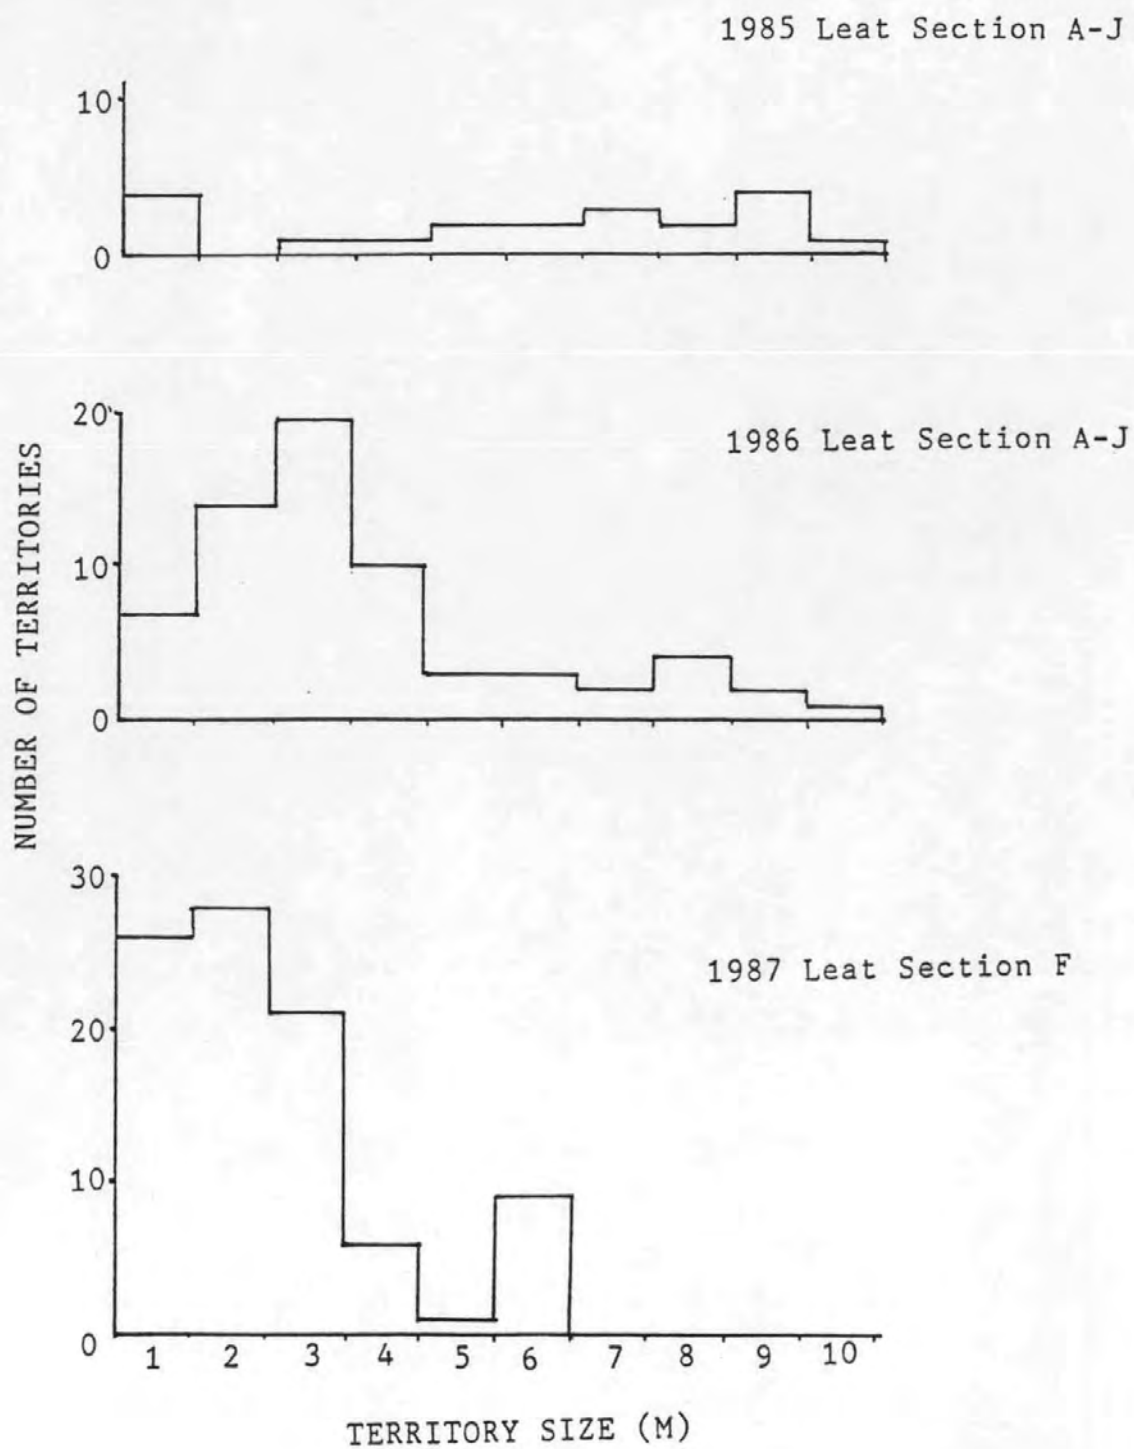 1985 Leat Section A-J
10
0
1986 Leat Section A-J
20
10
0
NUMBER OF TERRITORIES
1987 Leat Section F
30
20
10
0
1 2 3 4 5 6 7 8 9 10
TERRITORY SIZE (M)